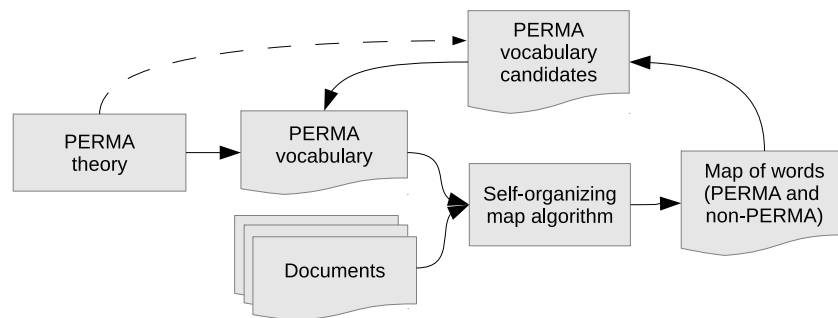 PERMA
vocabulary
candidates
PERMA
theory
PERMA
vocabulary
Self-organizing
map algorithm
Map of words
(PERMA and
non-PERMA)
Documents